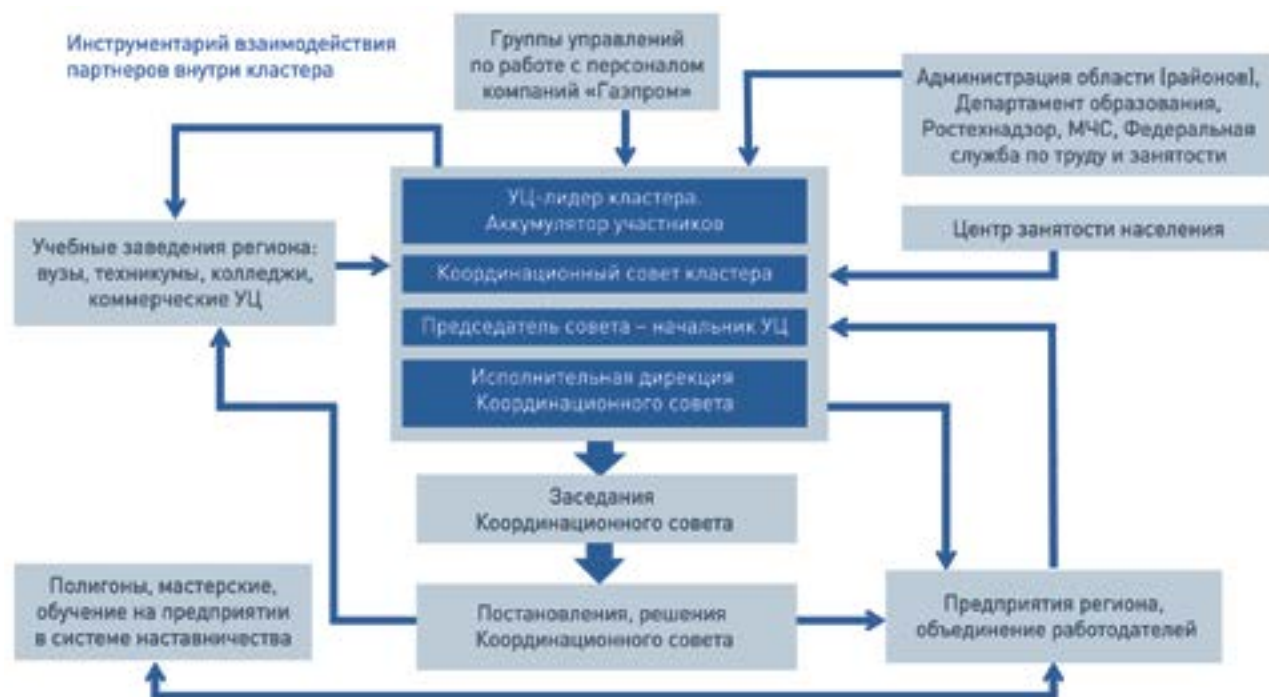 Инструментарий взаимодействия
партнеров внутри кластера
Группы управлений
по работе с персоналом
компаний «Газпром»
Администрация области (районов),
Департамент образования,
Ростехнадзор, МЧС, Федеральная
служба по труду и занятости
УЦ-лидер кластера.
Аккумулятор участников
Учебные заведения региона:
вузы, техникумы, колледжи,
коммерческие УЦ
Центр занятости населения
Координационный совет кластера
Председатель совета – начальник УЦ
Исполнительная дирекция
Координационного совета
Заседания
Координационного совета
Полигоны, мастерские,
обучение на предприятии
в системе наставничества
Постановления, решения
Координационного совета
Предприятия региона,
объединение работодателей